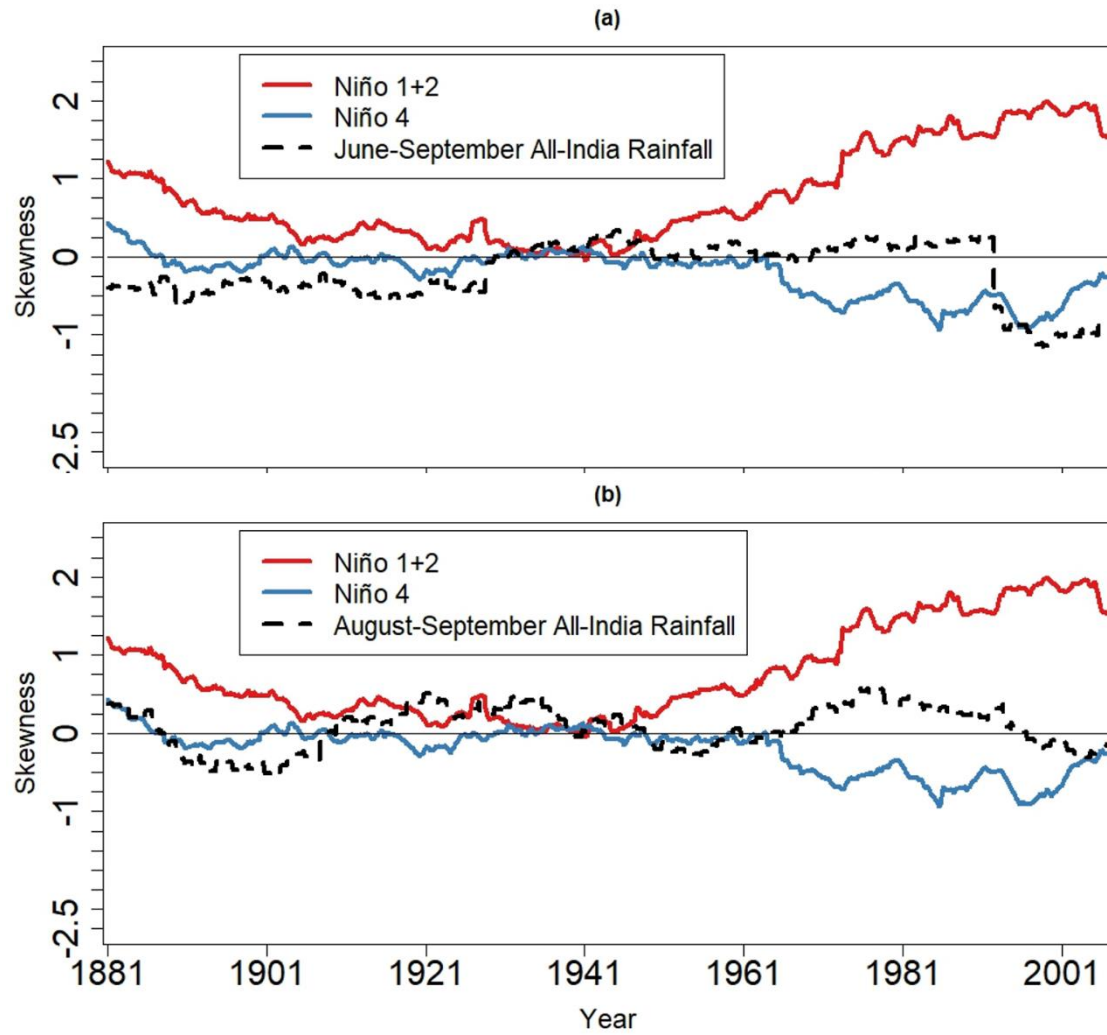 (a)
Niño 1+2
Niño 4
June-September All-India Rainfall
Skewness
2
1
0
-1
-2.5
(b)
Niño 1+2
Niño 4
August-September All-India Rainfall
Skewness
2
1
0
-1
-2.5
1881 1901 1921 1941 1961 1981 2001
Year